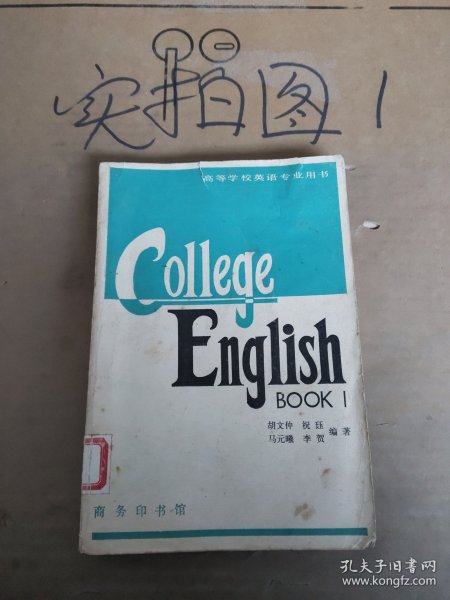 实拍图1
高等学校英语专业用书
College
English
BOOK 1
胡文仲 祝珏
马元曦 李贺 编著
商务印书馆
孔夫子旧书网
www.kongfz.com